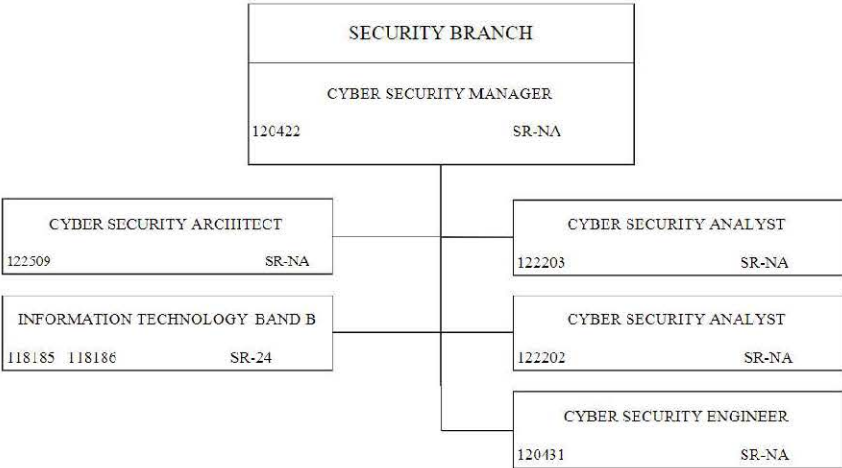 SECURITY BRANCH
CYBER SECURITY MANAGER
120422 SR-NA
CYBER SECURITY ARCHITECT
122509 SR-NA
CYBER SECURITY ANALYST
122203 SR-NA
INFORMATION TECHNOLOGY BAND B
118185 118186 SR-24
CYBER SECURITY ANALYST
122202 SR-NA
CYBER SECURITY ENGINEER
120431 SR-NA